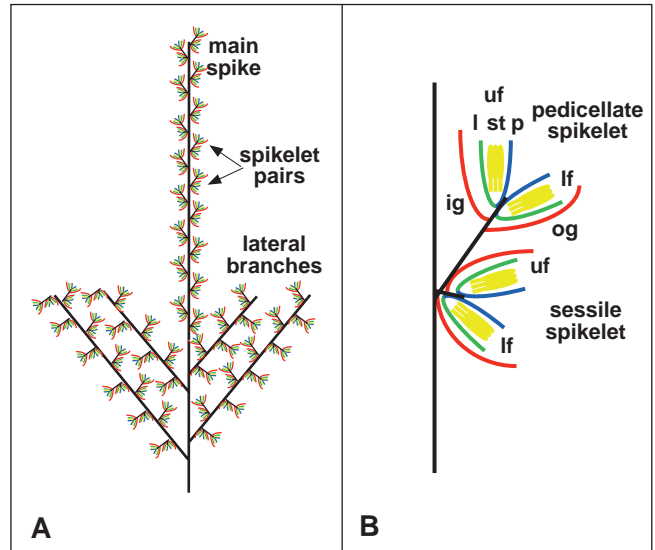 main
spike
spikelet
pairs
lateral
branches
A
uf
l st p
pedicellate
spikelet
lf
ig
og
uf
sessile
spikelet
lf
B